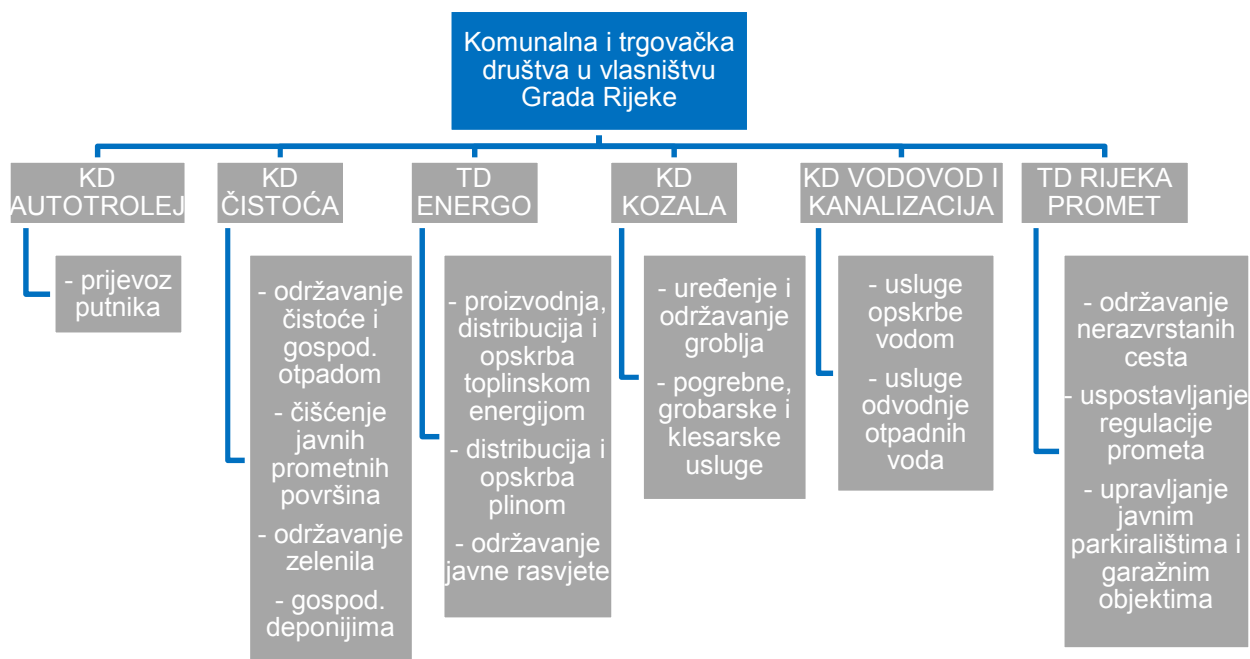 Komunalna i trgovačka
društva u vlasništvu
Grada Rijeke
KD
AUTOTROLEJ
- prijevoz
putnika
KD
ČISTOĆA
- održavanje
čistoće i
gospod.
otpadom
- čišćenje
javnih
prometnih
površina
- održavanje
zelenila
- gospod.
deponijima
TD
ENERGO
- proizvodnja,
distribucija i
opskrba
toplinskom
energijom
- distribucija i
opskrba
plinom
- održavanje
javne rasvjete
KD
KOZALA
- uređenje i
održavanje
groblja
- pogrebne,
grobarske i
klesarske
usluge
KD VODOVOD I
KANALIZACIJA
- usluge
opskrbe
vodom
- usluge
odvodnje
otpadnih
voda
TD RIJEKA
PROMET
- održavanje
nerazvrstanih
cesta
- uspostavljanje
regulacije
prometa
- upravljanje
javnim
parkiralištima i
garažnim
objektima